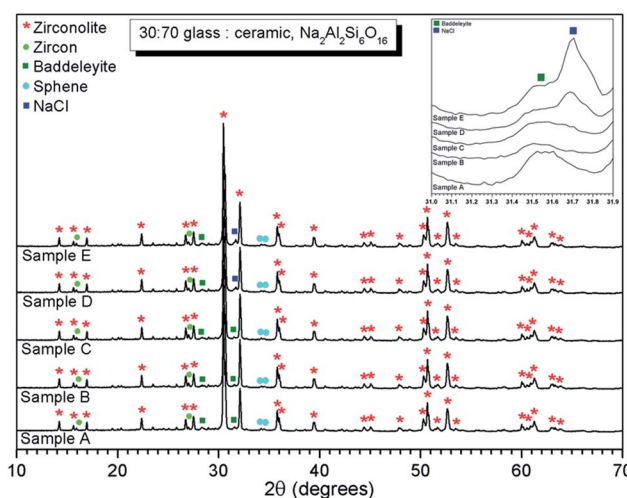 * Zirconolite
Zircon
Baddeleyite
Sphene
NaCl
30:70 glass : ceramic, Na₂Al₂Si₆O₁₆
Baddeleyite
NaCl
Sample E
Sample D
Sample C
Sample B
Sample A
31.0 31.1 31.2 31.3 31.4 31.5 31.6 31.7 31.8 31.9
Sample E
Sample D
Sample C
Sample B
Sample A
10 20 30 40 50 60 70
2θ (degrees)